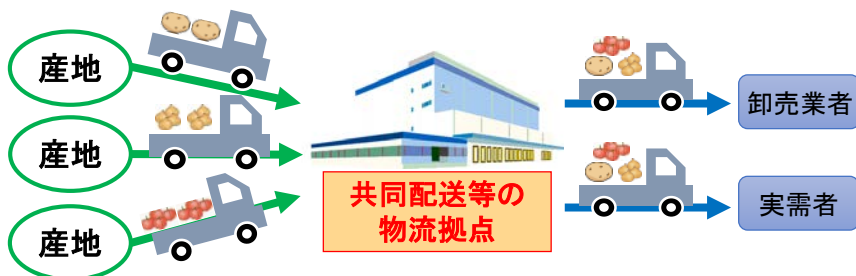 産地
産地
産地
共同配送等の
物流拠点
卸売業者
実需者